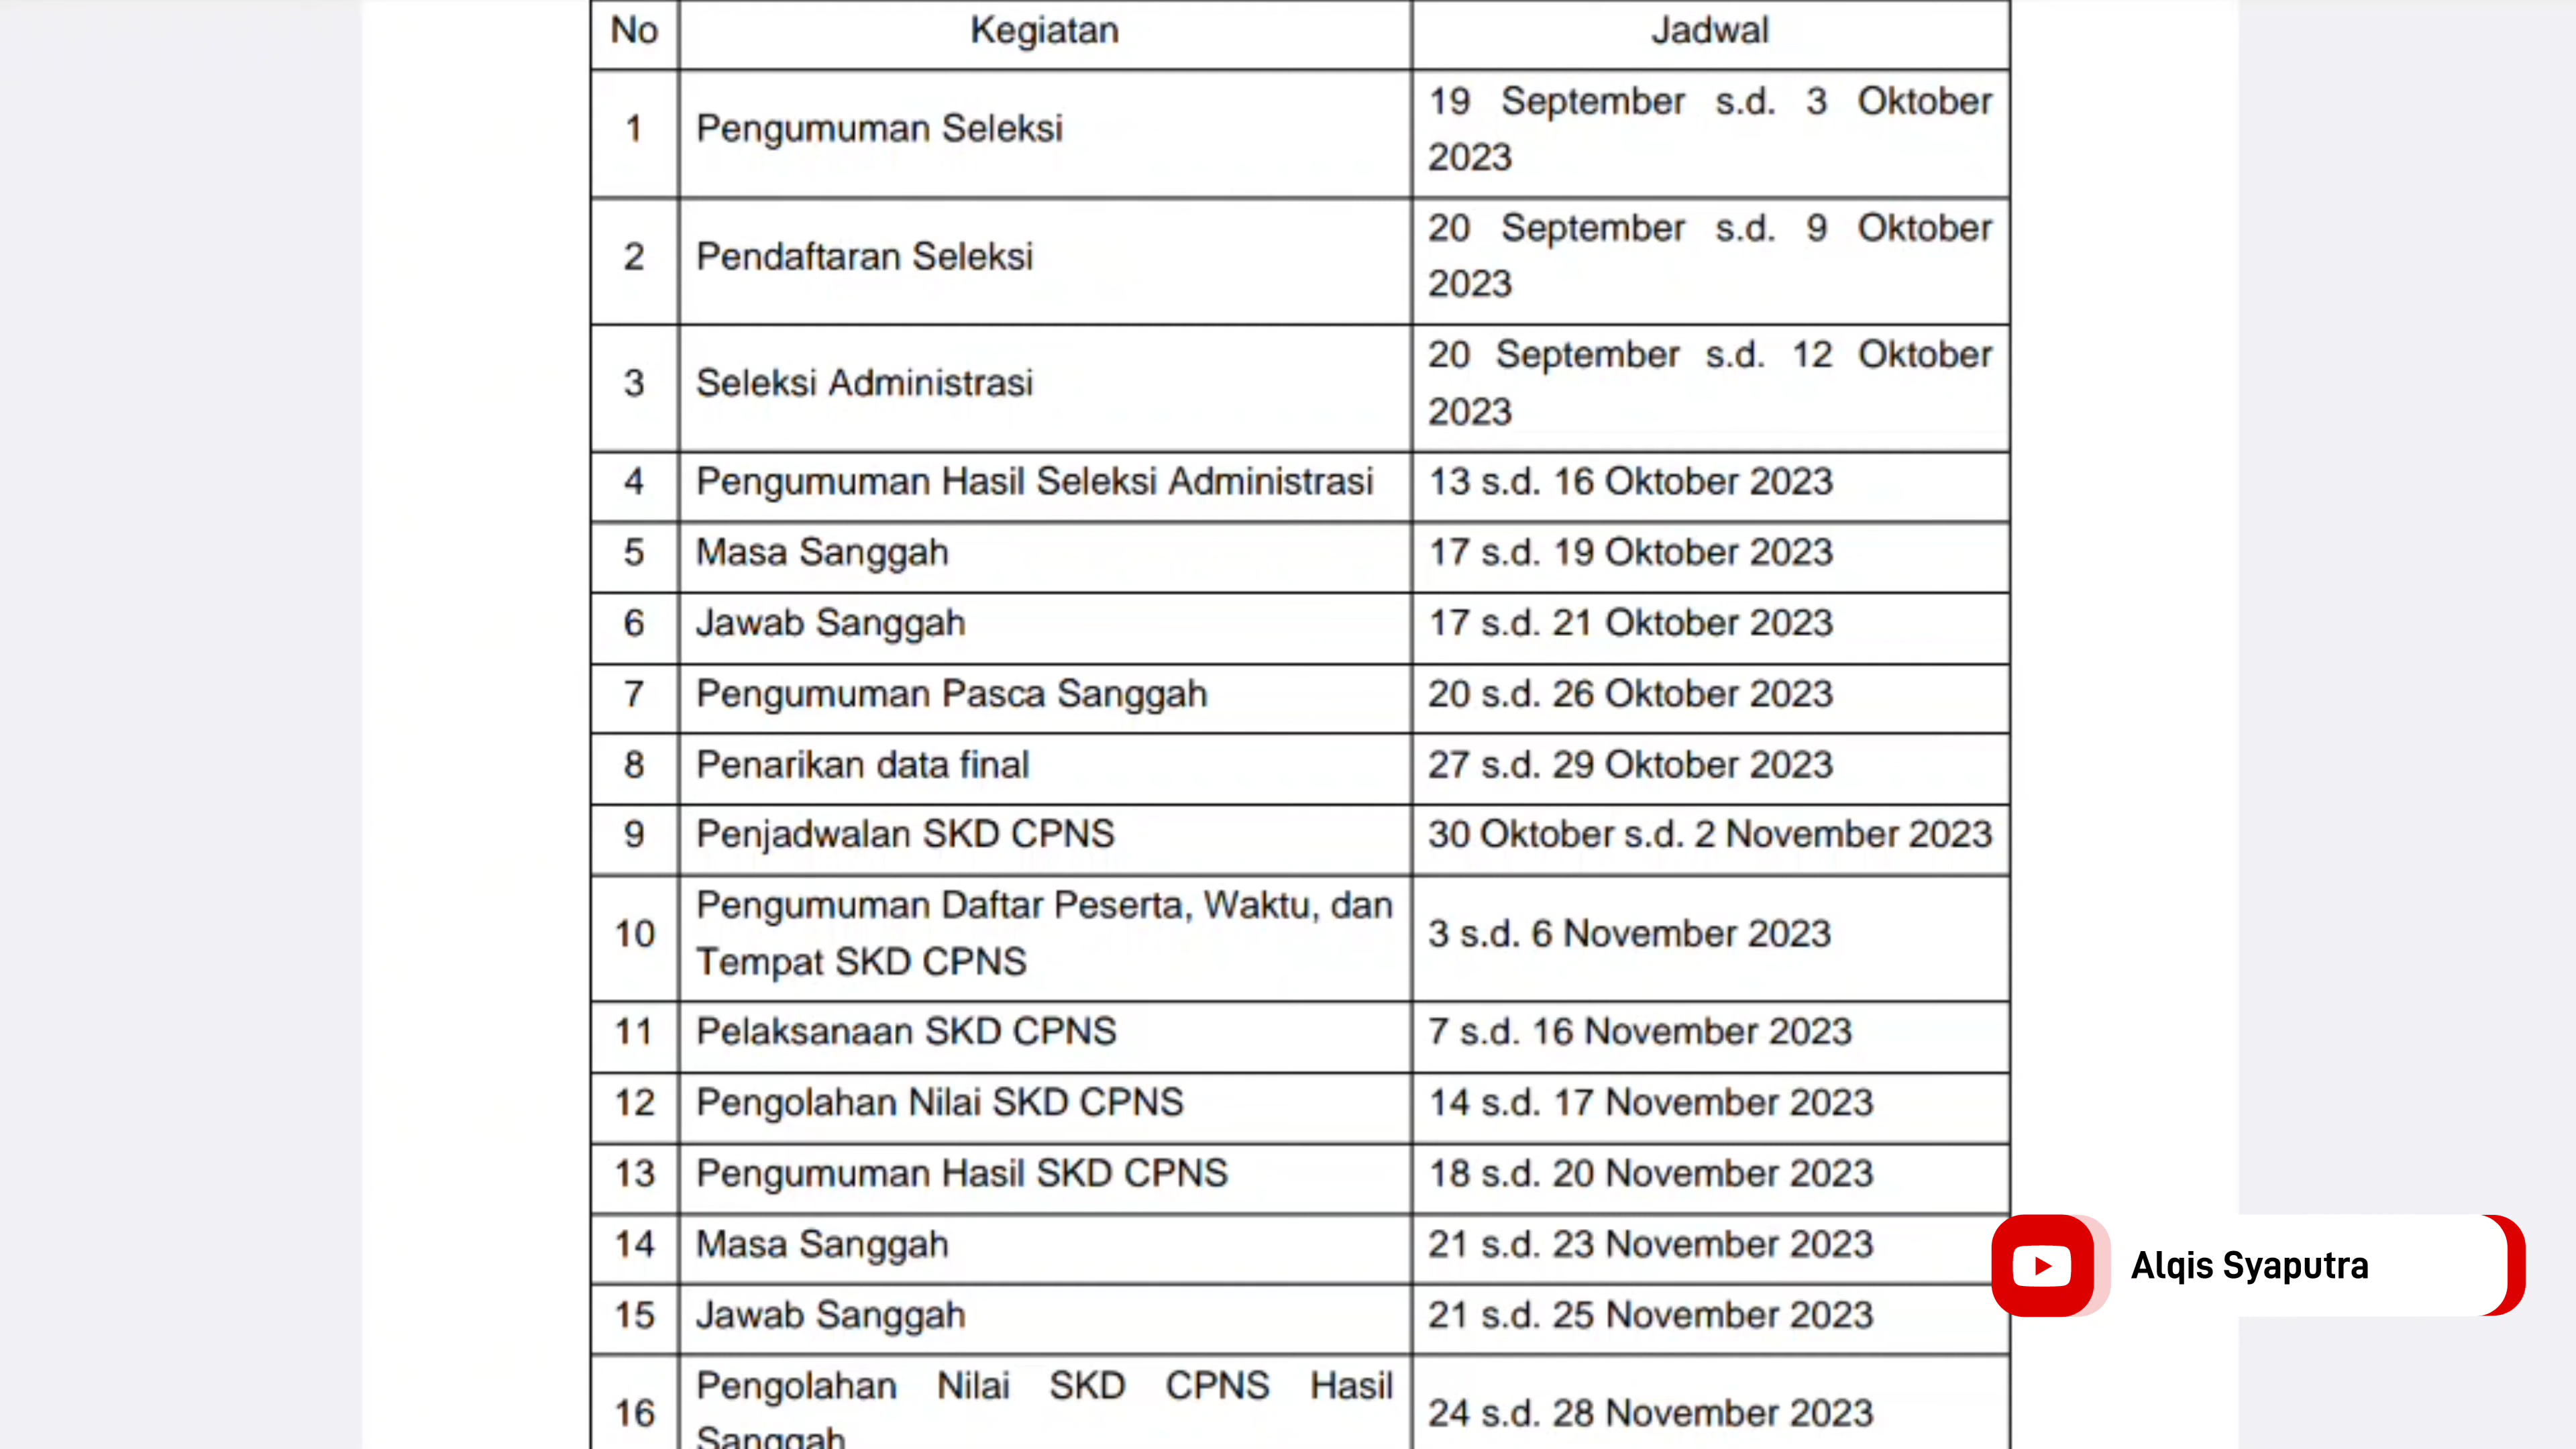 No Kegiatan Jadwal
1 Pengumuman Seleksi 19 September s.d. 3 Oktober
2023
2 Pendaftaran Seleksi 20 September s.d. 9 Oktober
2023
3 Seleksi Administrasi 20 September s.d. 12 Oktober
2023
4 Pengumuman Hasil Seleksi Administrasi 13 s.d. 16 Oktober 2023
5 Masa Sanggah 17 s.d. 19 Oktober 2023
6 Jawab Sanggah 17 s.d. 21 Oktober 2023
7 Pengumuman Pasca Sanggah 20 s.d. 26 Oktober 2023
8 Penarikan data final 27 s.d. 29 Oktober 2023
9 Penjadwalan SKD CPNS 30 Oktober s.d. 2 November 2023
10 Pengumuman Daftar Peserta, Waktu, dan
Tempat SKD CPNS 3 s.d. 6 November 2023
11 Pelaksanaan SKD CPNS 7 s.d. 16 November 2023
12 Pengolahan Nilai SKD CPNS 14 s.d. 17 November 2023
13 Pengumuman Hasil SKD CPNS 18 s.d. 20 November 2023
14 Masa Sanggah 21 s.d. 23 November 2023
15 Jawab Sanggah 21 s.d. 25 November 2023
16 Pengolahan Nilai SKD CPNS Hasil
Sanggah 24 s.d. 28 November 2023
Alqis Syaputra